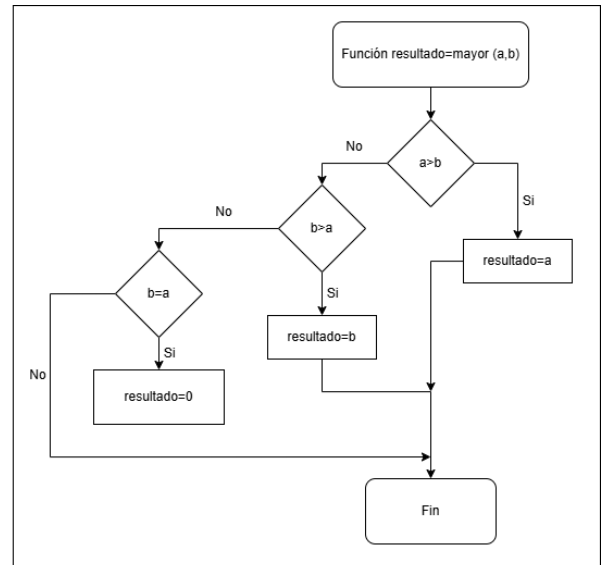 Función resultado=mayor (a,b)
a>b
No
Si
b>a
resultado=a
No
b=a
Si
resultado=b
Si
No
resultado=0
Fin